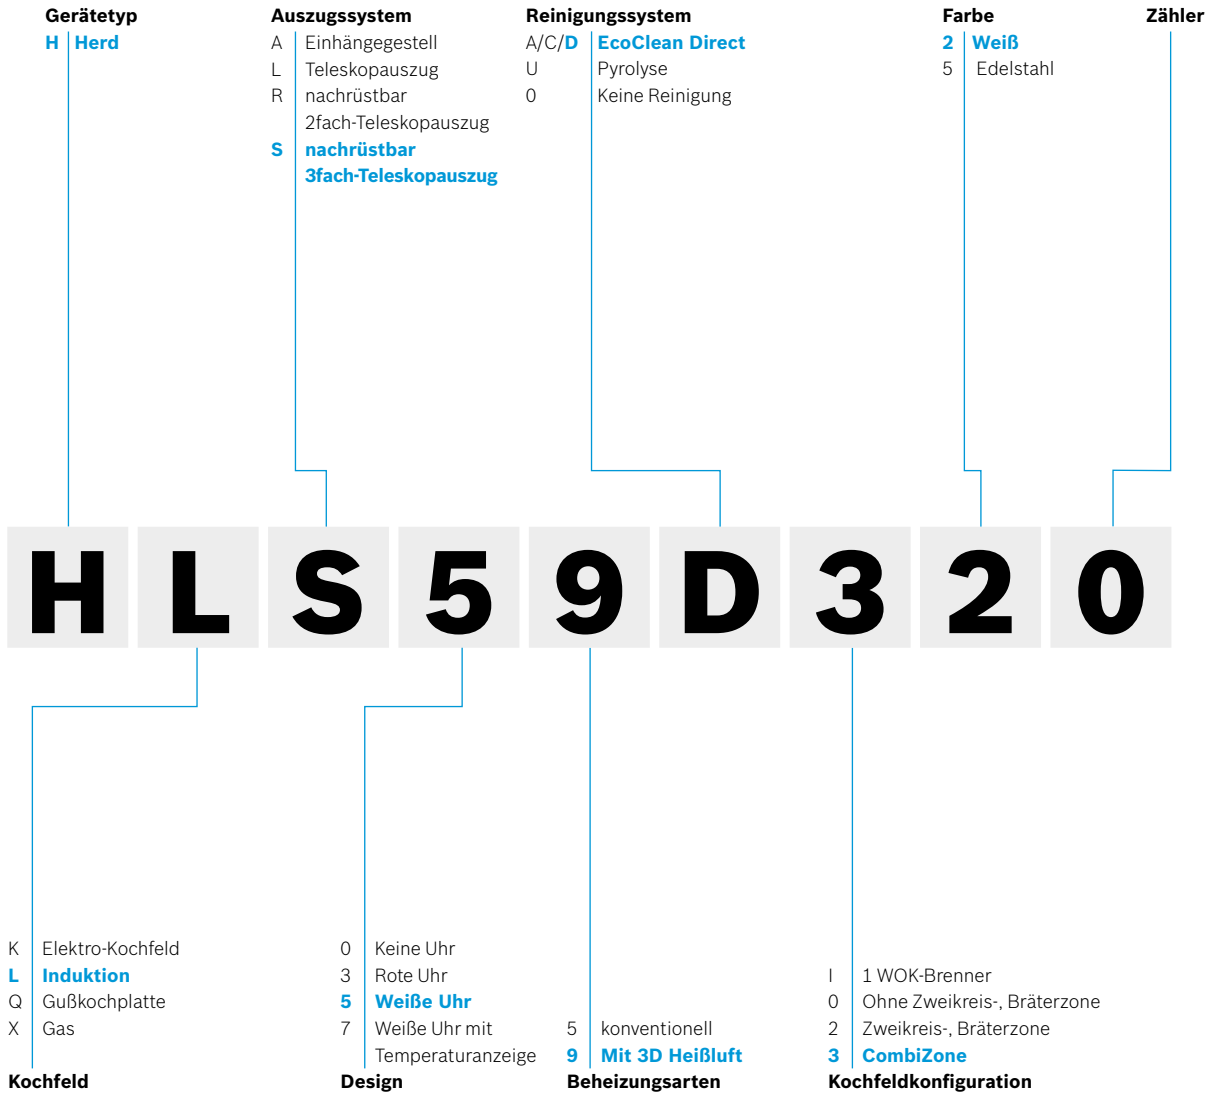 Gerätetyp
H Herd
Auszugssystem
A Einhängegestell
L Teleskopauszug
R nachrüstbar
2fach-Teleskopauszug
S nachrüstbar
3fach-Teleskopauszug
Reinigungssystem
A/C/D EcoClean Direct
U Pyrolyse
0 Keine Reinigung
Farbe
2 Weiß
5 Edelstahl
Zähler
H L S 5 9 D 3 2 0
K Elektro-Kochfeld
L Induktion
Q Gußkochplatte
X Gas
Kochfeld
0 Keine Uhr
3 Rote Uhr
5 Weiße Uhr
7 Weiße Uhr mit
Temperaturanzeige
Design
5 konventionell
9 Mit 3D Heißluft
Beheizungsarten
I 1 WOK-Brenner
0 Ohne Zweikreis-, Bräterzone
2 Zweikreis-, Bräterzone
3 CombiZone
Kochfeldkonfiguration